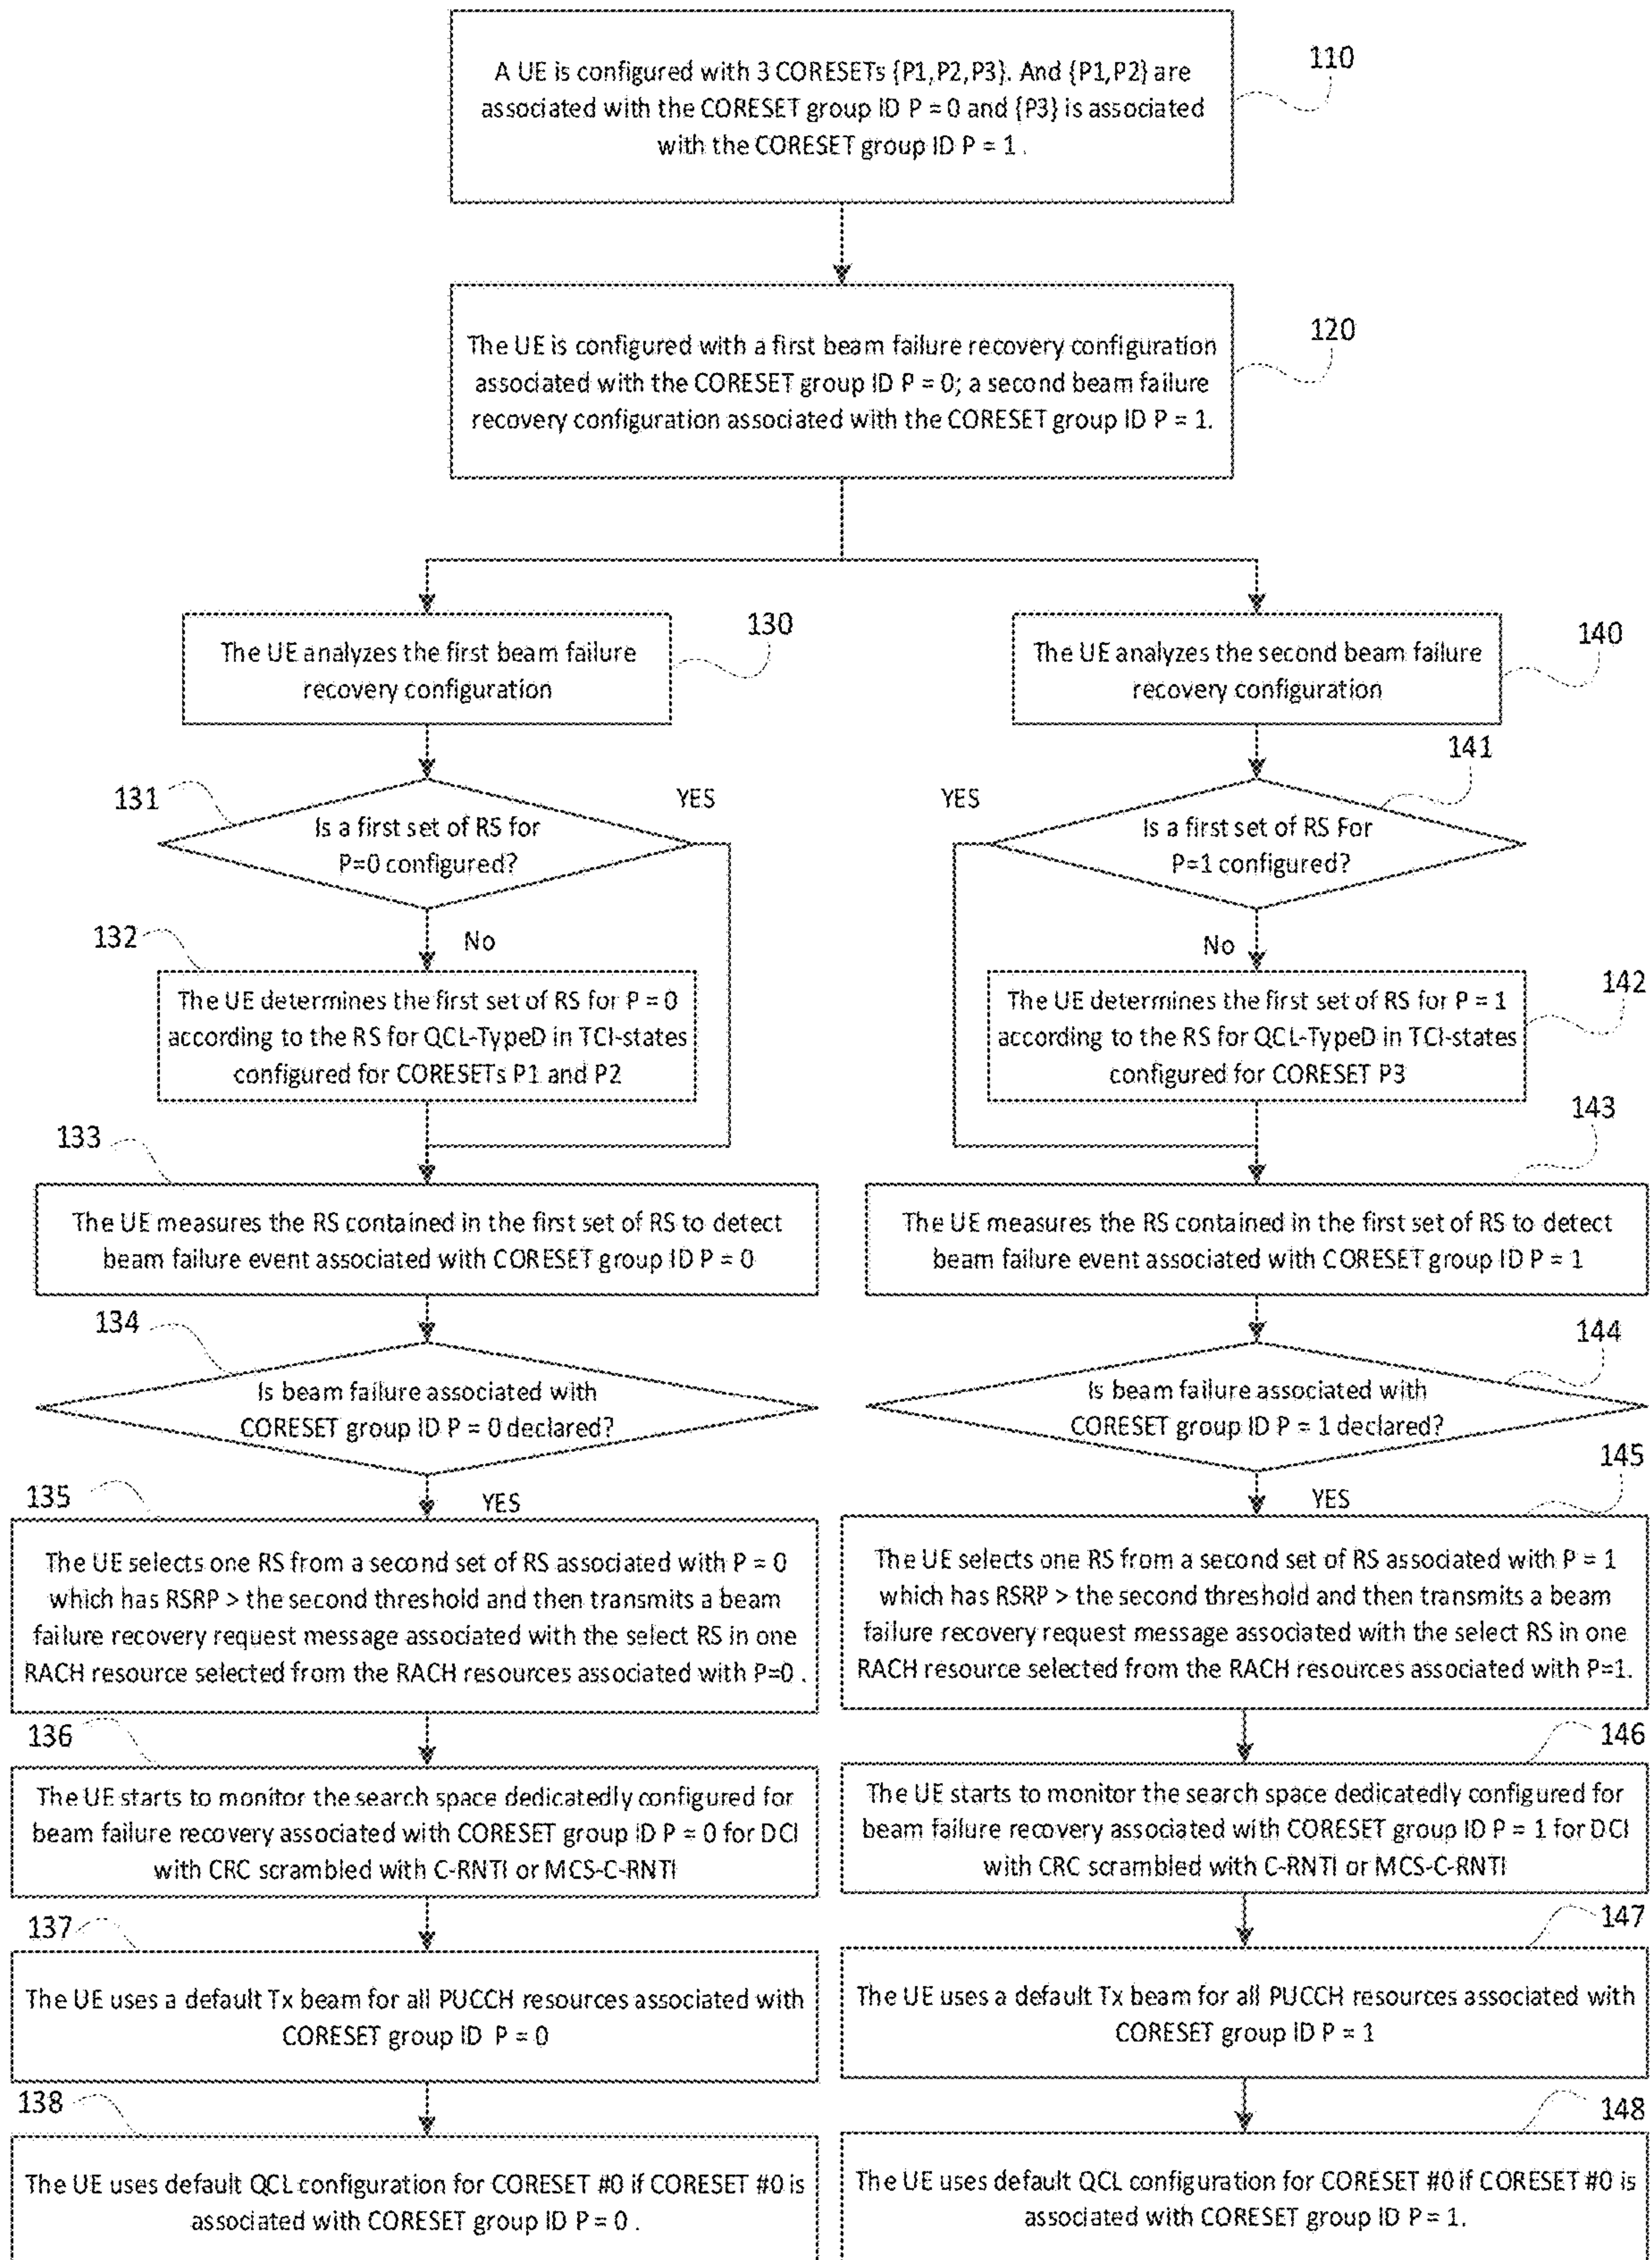 A UE is configured with 3 CORESETs {P1,P2,P3}. And {P1,P2} are
associated with the CORESET group ID P = 0 and {P3} is associated
with the CORESET group ID P = 1 .
110
The UE is configured with a first beam failure recovery configuration
associated with the CORESET group ID P = 0; a second beam failure
recovery configuration associated with the CORESET group ID P = 1.
120
The UE analyzes the first beam failure
recovery configuration
130
131
Is a first set of RS for
P=0 configured?
YES
No
132
The UE determines the first set of RS for P = 0
according to the RS for QCL-TypeD in TCI-states
configured for CORESETs P1 and P2
133
The UE measures the RS contained in the first set of RS to detect
beam failure event associated with CORESET group ID P = 0
134
Is beam failure associated with
CORESET group ID P = 0 declared?
YES
135
The UE selects one RS from a second set of RS associated with P = 0
which has RSRP > the second threshold and then transmits a beam
failure recovery request message associated with the select RS in one
RACH resource selected from the RACH resources associated with P=0 .
136
The UE starts to monitor the search space dedicatedly configured for
beam failure recovery associated with CORESET group ID P = 0 for DCI
with CRC scrambled with C-RNTI or MCS-C-RNTI
137
The UE uses a default Tx beam for all PUCCH resources associated with
CORESET group ID P = 0
138
The UE uses default QCL configuration for CORESET #0 if CORESET #0 is
associated with CORESET group ID P = 0 .
The UE analyzes the second beam failure
recovery configuration
140
141
YES
Is a first set of RS For
P=1 configured?
No
142
The UE determines the first set of RS for P = 1
according to the RS for QCL-TypeD in TCI-states
configured for CORESET P3
143
The UE measures the RS contained in the first set of RS to detect
beam failure event associated with CORESET group ID P = 1
144
Is beam failure associated with
CORESET group ID P = 1 declared?
YES
145
The UE selects one RS from a second set of RS associated with P = 1
which has RSRP > the second threshold and then transmits a beam
failure recovery request message associated with the select RS in one
RACH resource selected from the RACH resources associated with P=1.
146
The UE starts to monitor the search space dedicatedly configured for
beam failure recovery associated with CORESET group ID P = 1 for DCI
with CRC scrambled with C-RNTI or MCS-C-RNTI
147
The UE uses a default Tx beam for all PUCCH resources associated with
CORESET group ID P = 1
148
The UE uses default QCL configuration for CORESET #0 if CORESET #0 is
associated with CORESET group ID P = 1.